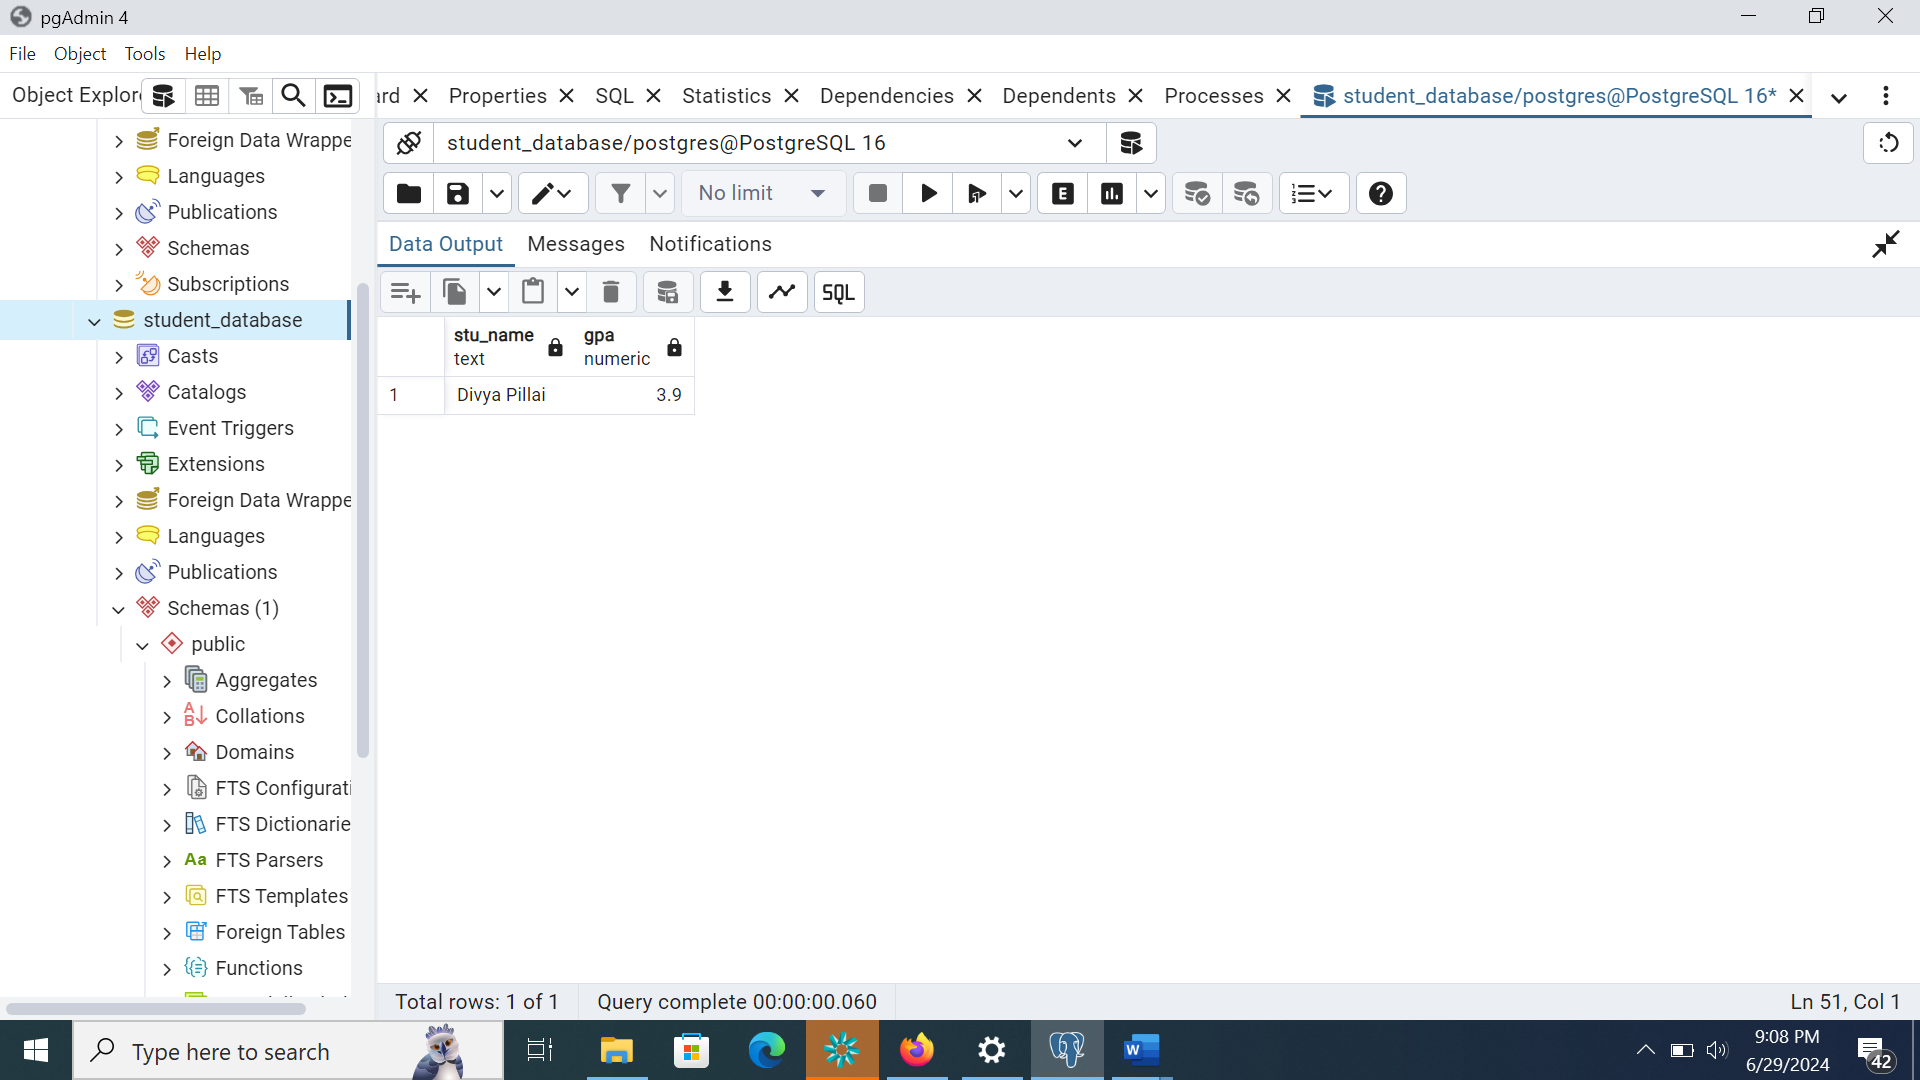 pgAdmin 4
File Object Tools Help
Object Explor
ard Properties SQL Statistics Dependencies Dependents Processes student_database/postgres@PostgreSQL 16*
student_database/postgres@PostgreSQL 16
No limit
E
Data Output Messages Notifications
SQL
stu_name gpa
text numeric
1 Divya Pillai 3.9
Foreign Data Wrappe
Languages
Publications
Schemas
Subscriptions
student_database
Casts
Catalogs
Event Triggers
Extensions
Foreign Data Wrappe
Languages
Publications
Schemas (1)
public
Aggregates
Collations
Domains
FTS Configurati
FTS Dictionarie
Aa FTS Parsers
FTS Templates
Foreign Tables
Functions
Total rows: 1 of 1 Query complete 00:00:00.060 Ln 51, Col 1
Type here to search
9:08 PM
6/29/2024
42